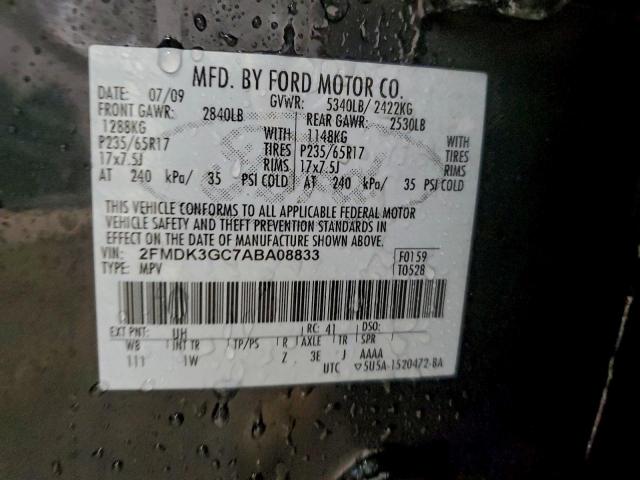 MFD. BY FORD MOTOR CO.
DATE: 07/09 GVWR: 5340LB/ 2422KG
FRONT GAWR: 2840LB REAR GAWR: 2530LB
1288KG 1148KG WITH
P235/65R17 TIRES P235/65R17 TIRES
17x7.5J RIMS 17x7.5J RIMS
AT 240 kPa/ 35 PSI COLD AT 240 kPa/ 35 PSI COLD
THIS VEHICLE CONFORMS TO ALL APPLICABLE FEDERAL MOTOR
VEHICLE SAFETY AND THEFT PREVENTION STANDARDS IN
EFFECT ON THE DATE OF MANUFACTURE SHOWN ABOVE.
VIN: 2FMDK3GC7ABA08833 F0159
TYPE: MPV T0528
EXT PNT: UH RC: 41 DSO:
WB INT TR TP/PS R AXLE TR SPR
111 1W Z 3E J AAAA
UTC ▽5U5A-1520472-BA